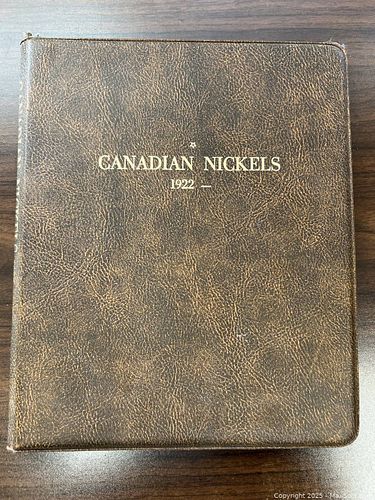 CANADIAN NICKELS
1922 —
Copyright 2025 -